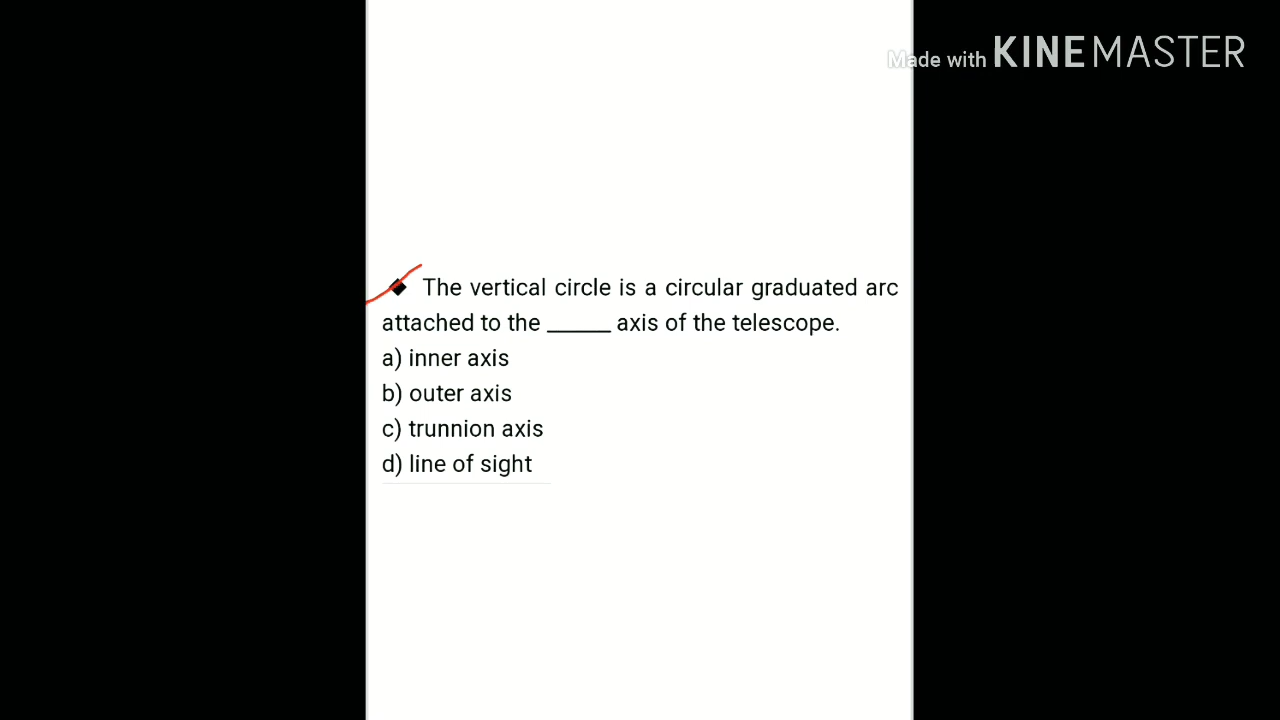 Made with KINEMASTER
◆ The vertical circle is a circular graduated arc
attached to the ______ axis of the telescope.
a) inner axis
b) outer axis
c) trunnion axis
d) line of sight